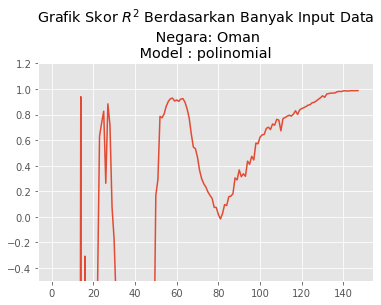 Grafik Skor $R^2$ Berdasarkan Banyak Input Data
Negara: Oman
Model : polinomial
1.2
1.0
0.8
0.6
0.4
0.2
0.0
−0.2
−0.4
0 20 40 60 80 100 120 140